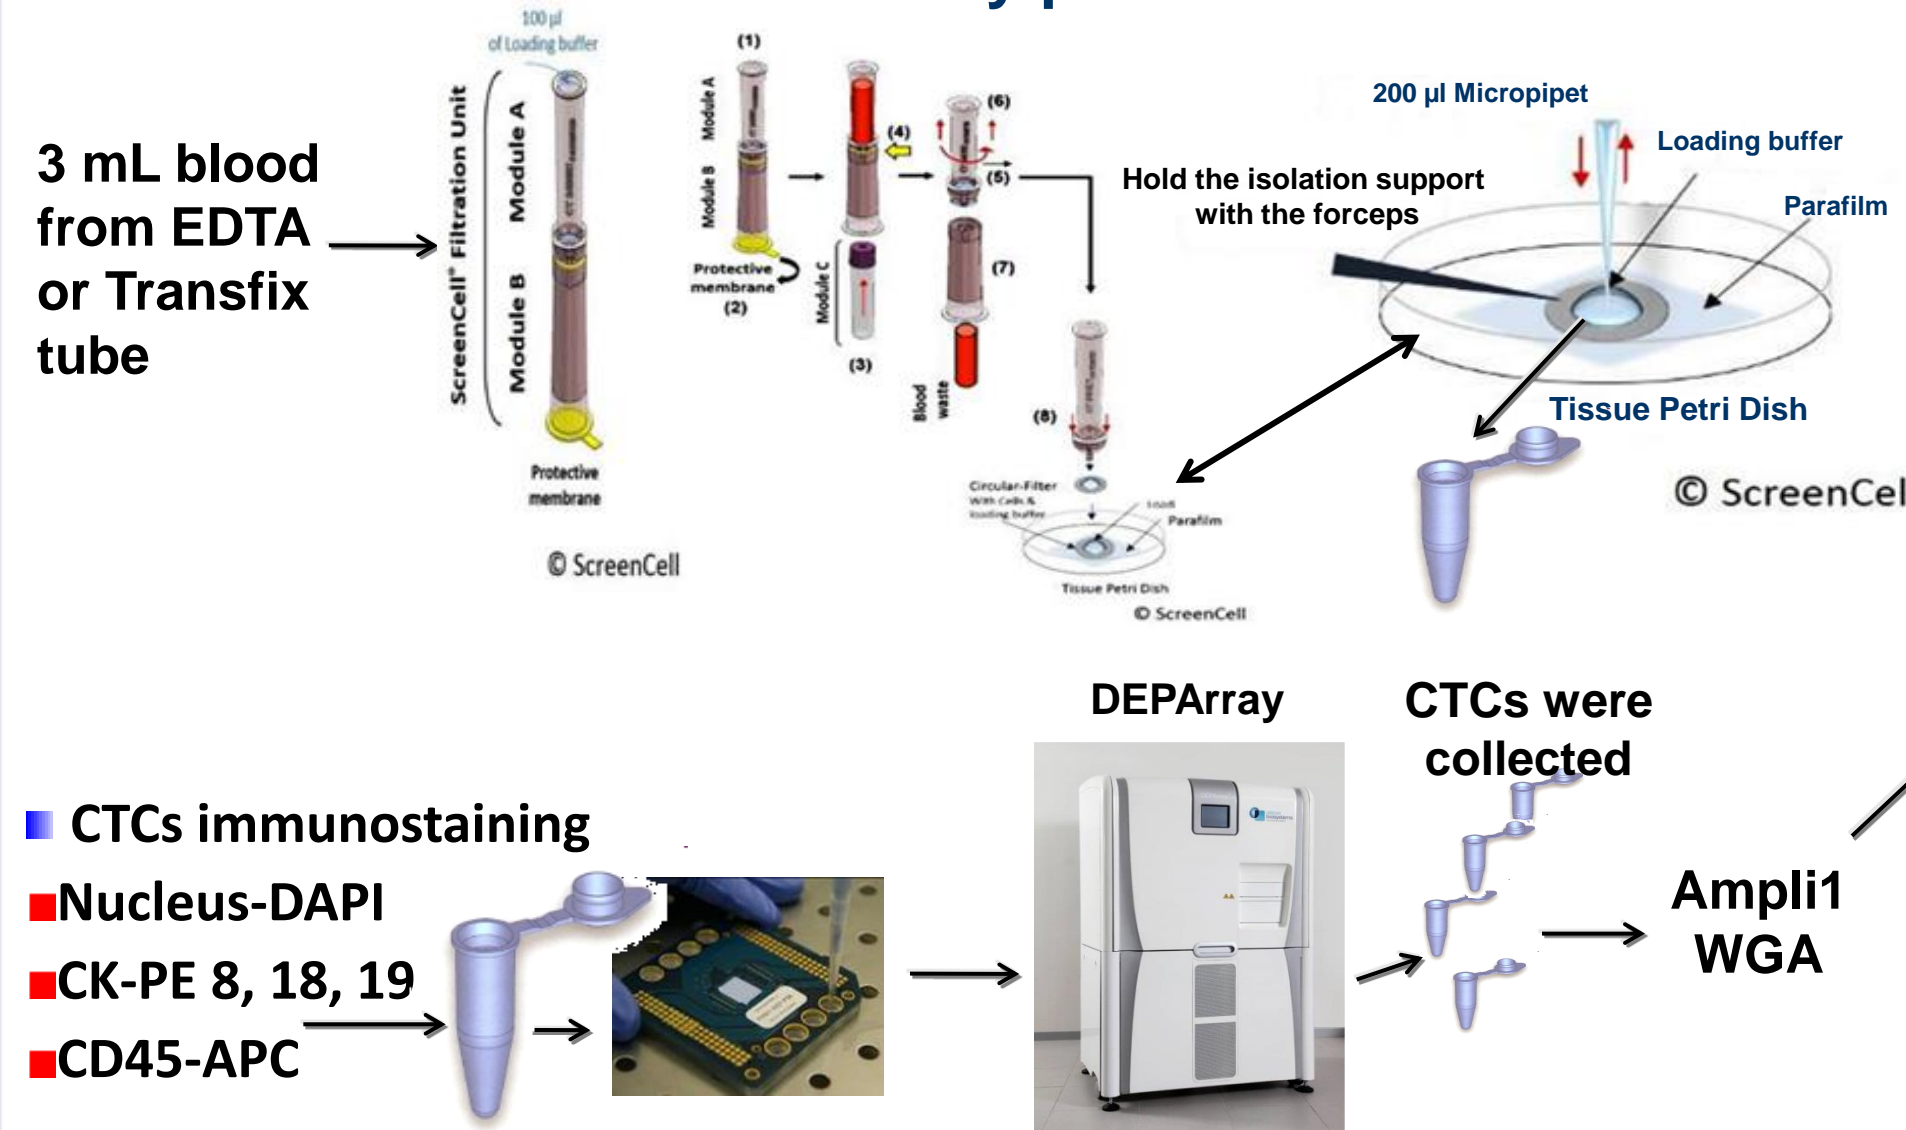 3 mL blood
from EDTA
or Transfix
tube
100 µl
of Loading buffer
ScreenCell® Filtration Unit
Module A
Module B
Protective
membrane
© ScreenCell
(1)
Module A
Module B
Protective
membrane
(2)
Module C
(3)
(4)
(5)
(6)
(7)
Blood
waste
(8)
Circular-Filter
With Cells &
loading buffer
Parafilm
Tissue Petri Dish
© ScreenCell
200 µl Micropipet
Loading buffer
Hold the isolation support
with the forceps
Parafilm
Tissue Petri Dish
© ScreenCel
CTCs immunostaining
Nucleus-DAPI
CK-PE 8, 18, 19
CD45-APC
DEPArray
CTCs were
collected
Ampli1
WGA